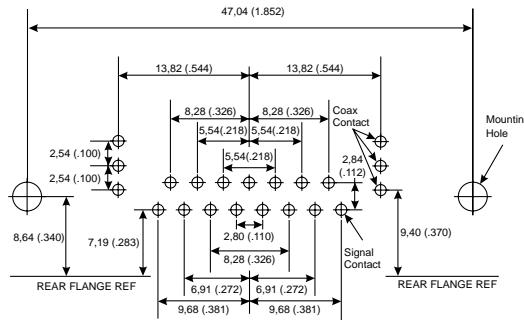 47,04 (1.852)
13,82 (.544)
13,82 (.544)
8,28 (.326)
8,28 (.326)
Coax
Contact
5,54(.218)
5,54(.218)
Mountin
Hole
2,54 (.100)
5,54(.218)
2,84
(.112)
2,54 (.100)
8,64 (.340)
7,19 (.283)
2,80 (.110)
Signal
Contact
9,40 (.370)
8,28 (.326)
REAR FLANGE REF
6,91 (.272)
6,91 (.272)
REAR FLANGE REF
9,68 (.381)
9,68 (.381)